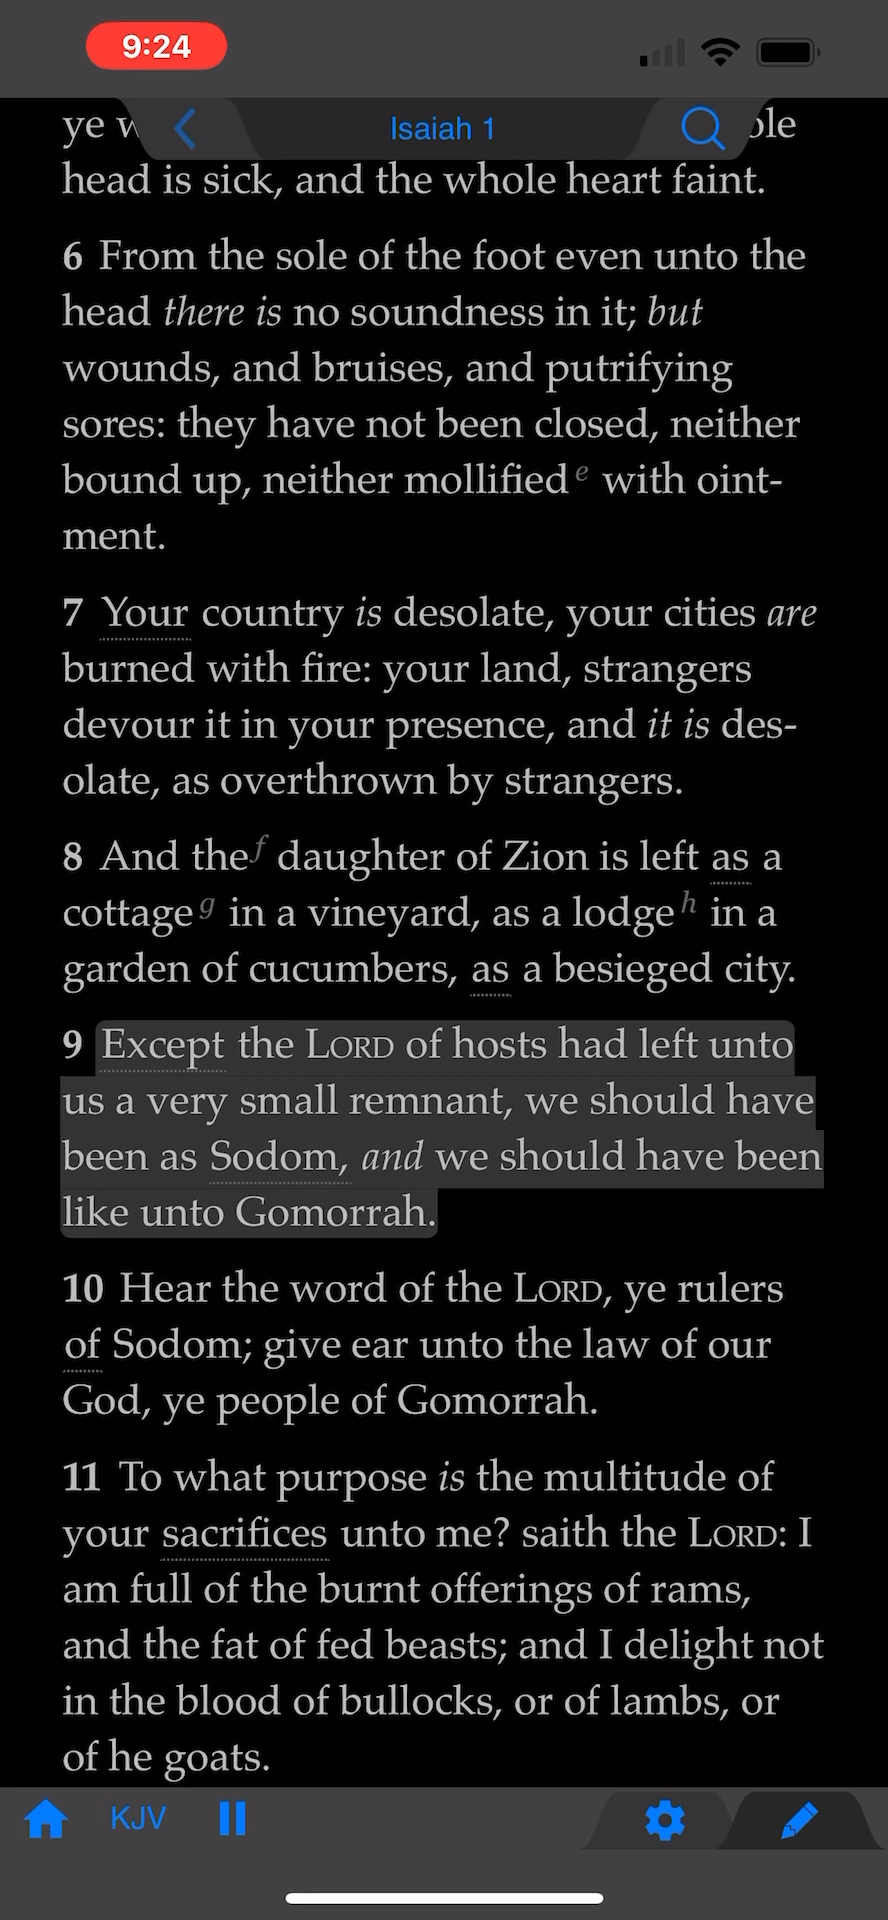 9:24
Isaiah 1
ye
head is sick, and the whole heart faint.
6 From the sole of the foot even unto the
head there is no soundness in it; but
wounds, and bruises, and putrifying
sores: they have not been closed, neither
bound up, neither mollified e with oint-
ment.
7 Your country is desolate, your cities are
burned with fire: your land, strangers
devour it in your presence, and it is des-
olate, as overthrown by strangers.
8 And the f daughter of Zion is left as a
cottage g in a vineyard, as a lodge h in a
garden of cucumbers, as a besieged city.
9 Except the LORD of hosts had left unto
us a very small remnant, we should have
been as Sodom, and we should have been
like unto Gomorrah.
10 Hear the word of the LORD, ye rulers
of Sodom; give ear unto the law of our
God, ye people of Gomorrah.
11 To what purpose is the multitude of
your sacrifices unto me? saith the LORD: I
am full of the burnt offerings of rams,
and the fat of fed beasts; and I delight not
in the blood of bullocks, or of lambs, or
of he goats.
KJV